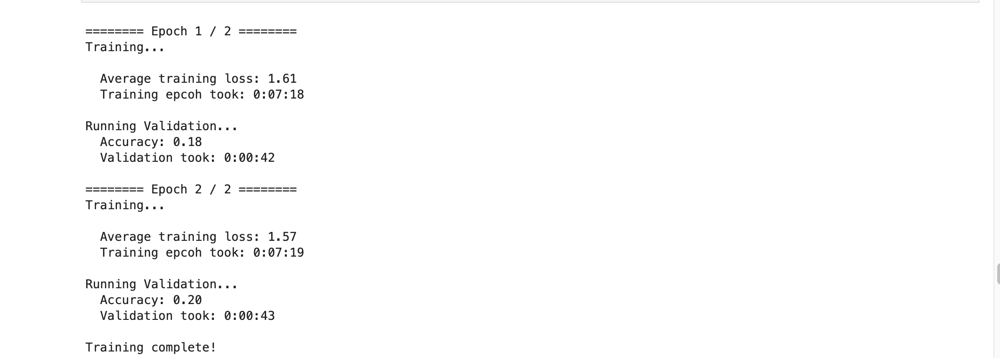 ======== Epoch 1 / 2 ========
Training...
Average training loss: 1.61
Training epcoh took: 0:07:18
Running Validation...
Accuracy: 0.18
Validation took: 0:00:42
======== Epoch 2 / 2 ========
Training...
Average training loss: 1.57
Training epcoh took: 0:07:19
Running Validation...
Accuracy: 0.20
Validation took: 0:00:43
Training complete!